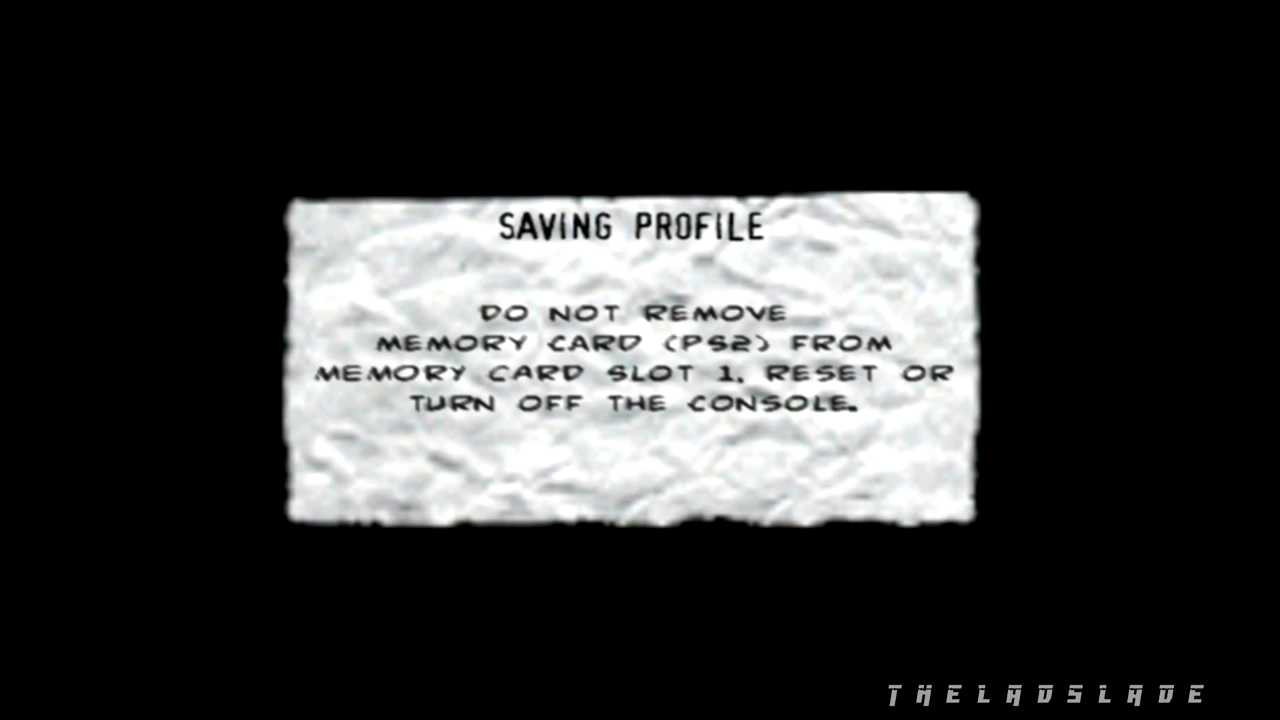 SAVING PROFILE
DO NOT REMOVE
MEMORY CARD (PS2) FROM
MEMORY CARD SLOT 1, RESET OR
TURN OFF THE CONSOLE.
THELADSLADE